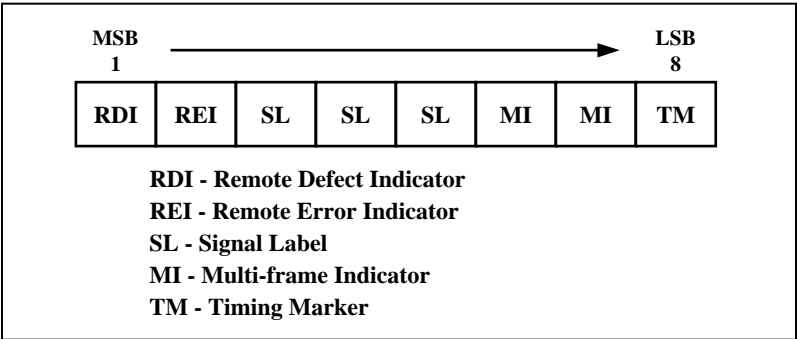 MSB LSB
1 8
RDI REI SL SL SL MI MI TM
RDI - Remote Defect Indicator
REI - Remote Error Indicator
SL - Signal Label
MI - Multi-frame Indicator
TM - Timing Marker